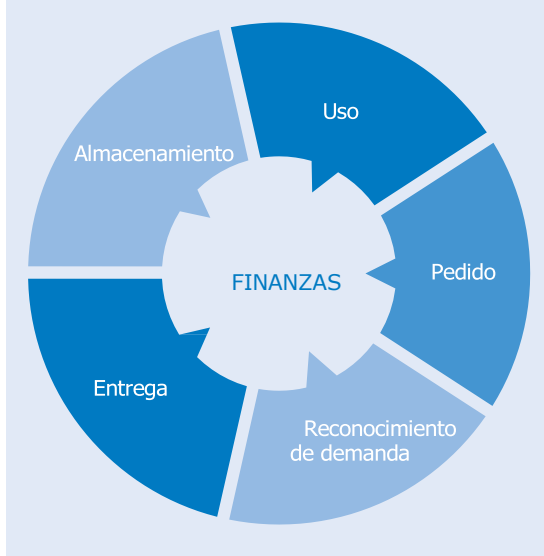 Uso
Almacenamiento
Pedido
FINANZAS
Entrega
Reconocimiento
de demanda